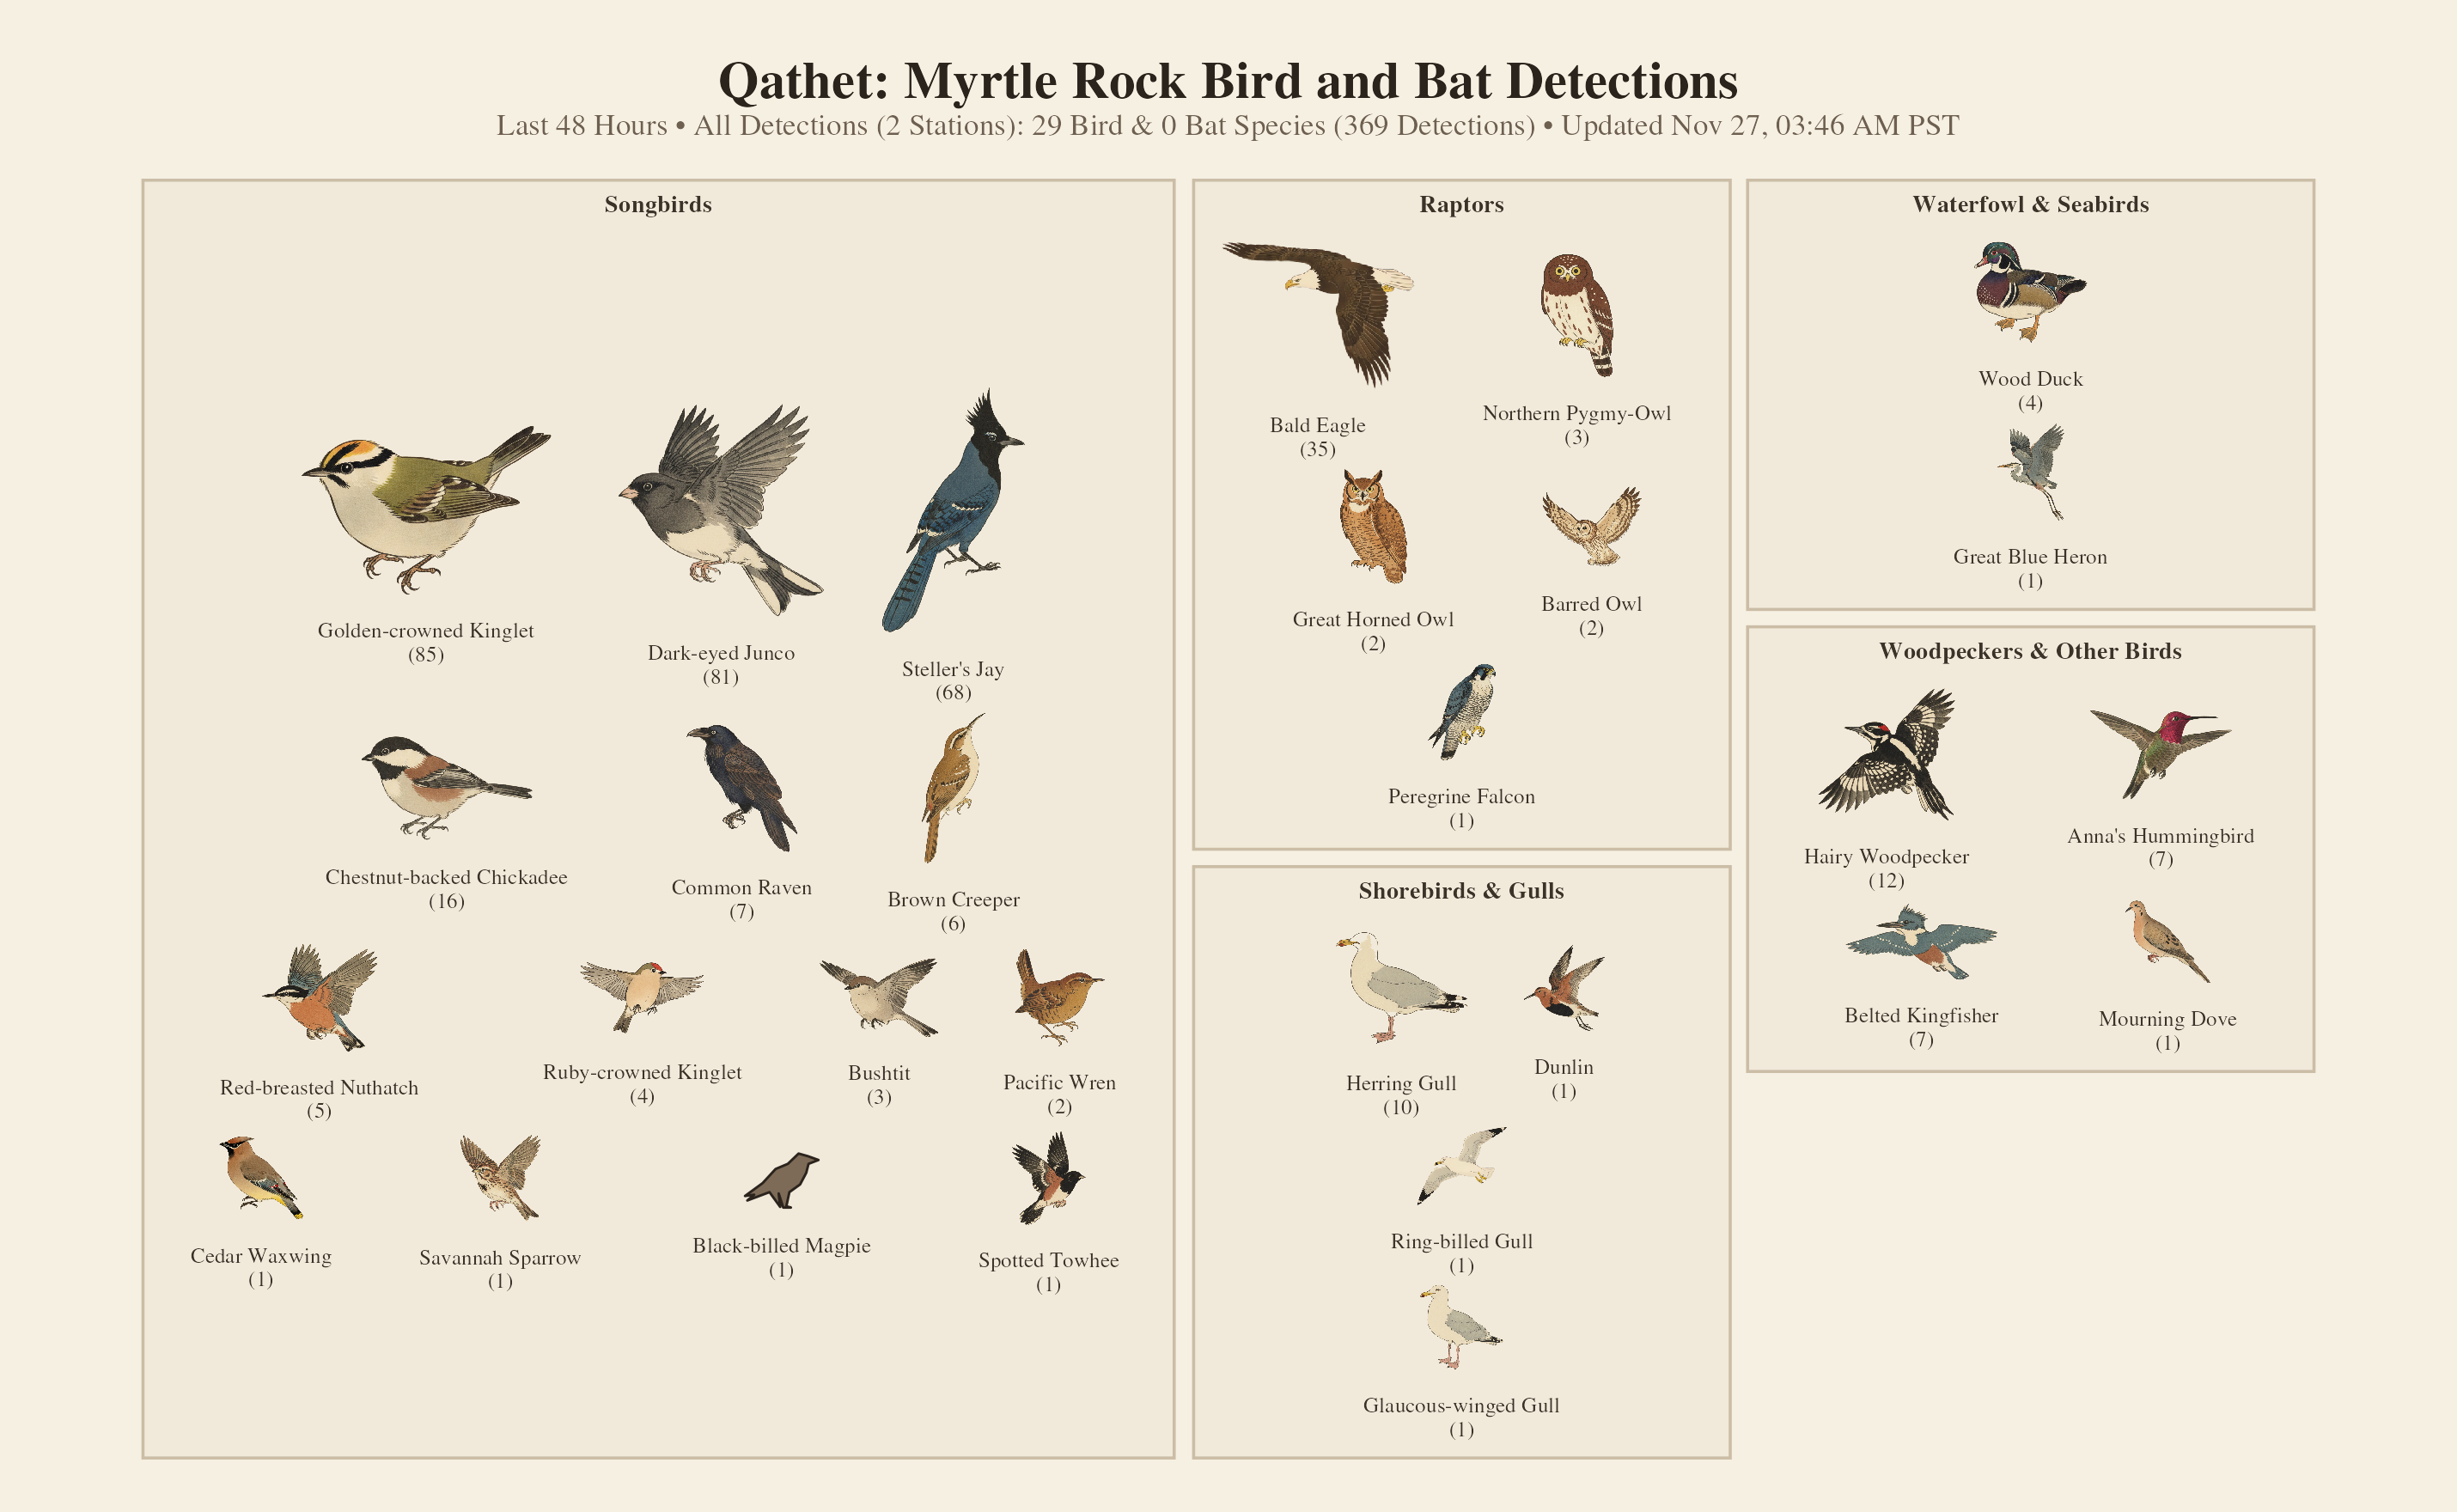 Qathet: Myrtle Rock Bird and Bat Detections
Last 48 Hours • All Detections (2 Stations): 29 Bird & 0 Bat Species (369 Detections) • Updated Nov 27, 03:46 AM PST
Songbirds
Golden-crowned Kinglet
(85)
Dark-eyed Junco
(81)
Steller's Jay
(68)
Chestnut-backed Chickadee
(16)
Common Raven
(7)
Brown Creeper
(6)
Red-breasted Nuthatch
(5)
Ruby-crowned Kinglet
(4)
Bushtit
(3)
Pacific Wren
(2)
Cedar Waxwing
(1)
Savannah Sparrow
(1)
Black-billed Magpie
(1)
Spotted Towhee
(1)
Raptors
Bald Eagle
(35)
Northern Pygmy-Owl
(3)
Great Horned Owl
(2)
Barred Owl
(2)
Peregrine Falcon
(1)
Shorebirds & Gulls
Herring Gull
(10)
Dunlin
(1)
Ring-billed Gull
(1)
Glaucous-winged Gull
(1)
Waterfowl & Seabirds
Wood Duck
(4)
Great Blue Heron
(1)
Woodpeckers & Other Birds
Hairy Woodpecker
(12)
Anna's Hummingbird
(7)
Belted Kingfisher
(7)
Mourning Dove
(1)